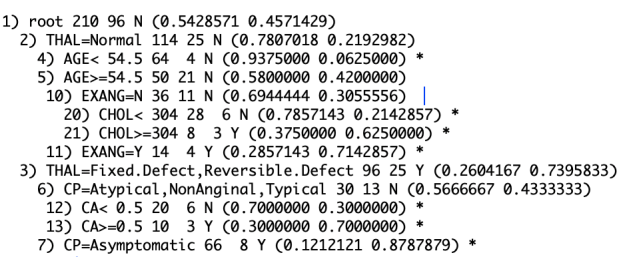 1) root 210 96 N (0.5428571 0.4571429)
2) THAL=Normal 114 25 N (0.7807018 0.2192982)
4) AGE< 54.5 64 4 N (0.9375000 0.0625000) *
5) AGE>=54.5 50 21 N (0.5800000 0.4200000)
10) EXANG=N 36 11 N (0.6944444 0.3055556)
20) CHOL< 304 28 6 N (0.7857143 0.2142857) *
21) CHOL>=304 8 3 Y (0.3750000 0.6250000) *
11) EXANG=Y 14 4 Y (0.2857143 0.7142857) *
3) THAL=Fixed.Defect,Reversible.Defect 96 25 Y (0.2604167 0.7395833)
6) CP=Atypical,NonAnginal,Typical 30 13 N (0.5666667 0.4333333)
12) CA< 0.5 20 6 N (0.7000000 0.3000000) *
13) CA>=0.5 10 3 Y (0.3000000 0.7000000) *
7) CP=Asymptomatic 66 8 Y (0.1212121 0.8787879) *